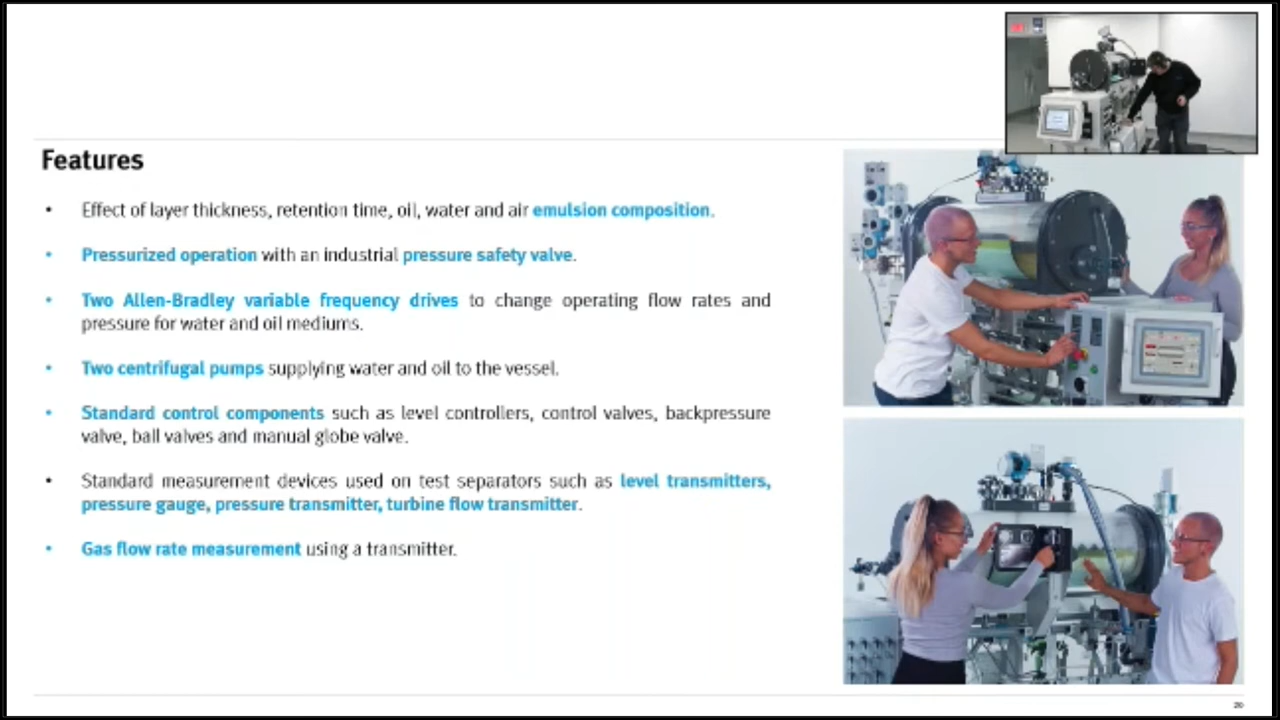 Features
• Effect of layer thickness, retention time, oil, water and air emulsion composition.
• Pressurized operation with an industrial pressure safety valve.
• Two Allen-Bradley variable frequency drives to change operating flow rates and
pressure for water and oil mediums.
• Two centrifugal pumps supplying water and oil to the vessel.
• Standard control components such as level controllers, control valves, backpressure
valve, ball valves and manual globe valve.
• Standard measurement devices used on test separators such as level transmitters,
pressure gauge, pressure transmitter, turbine flow transmitter.
• Gas flow rate measurement using a transmitter.
20